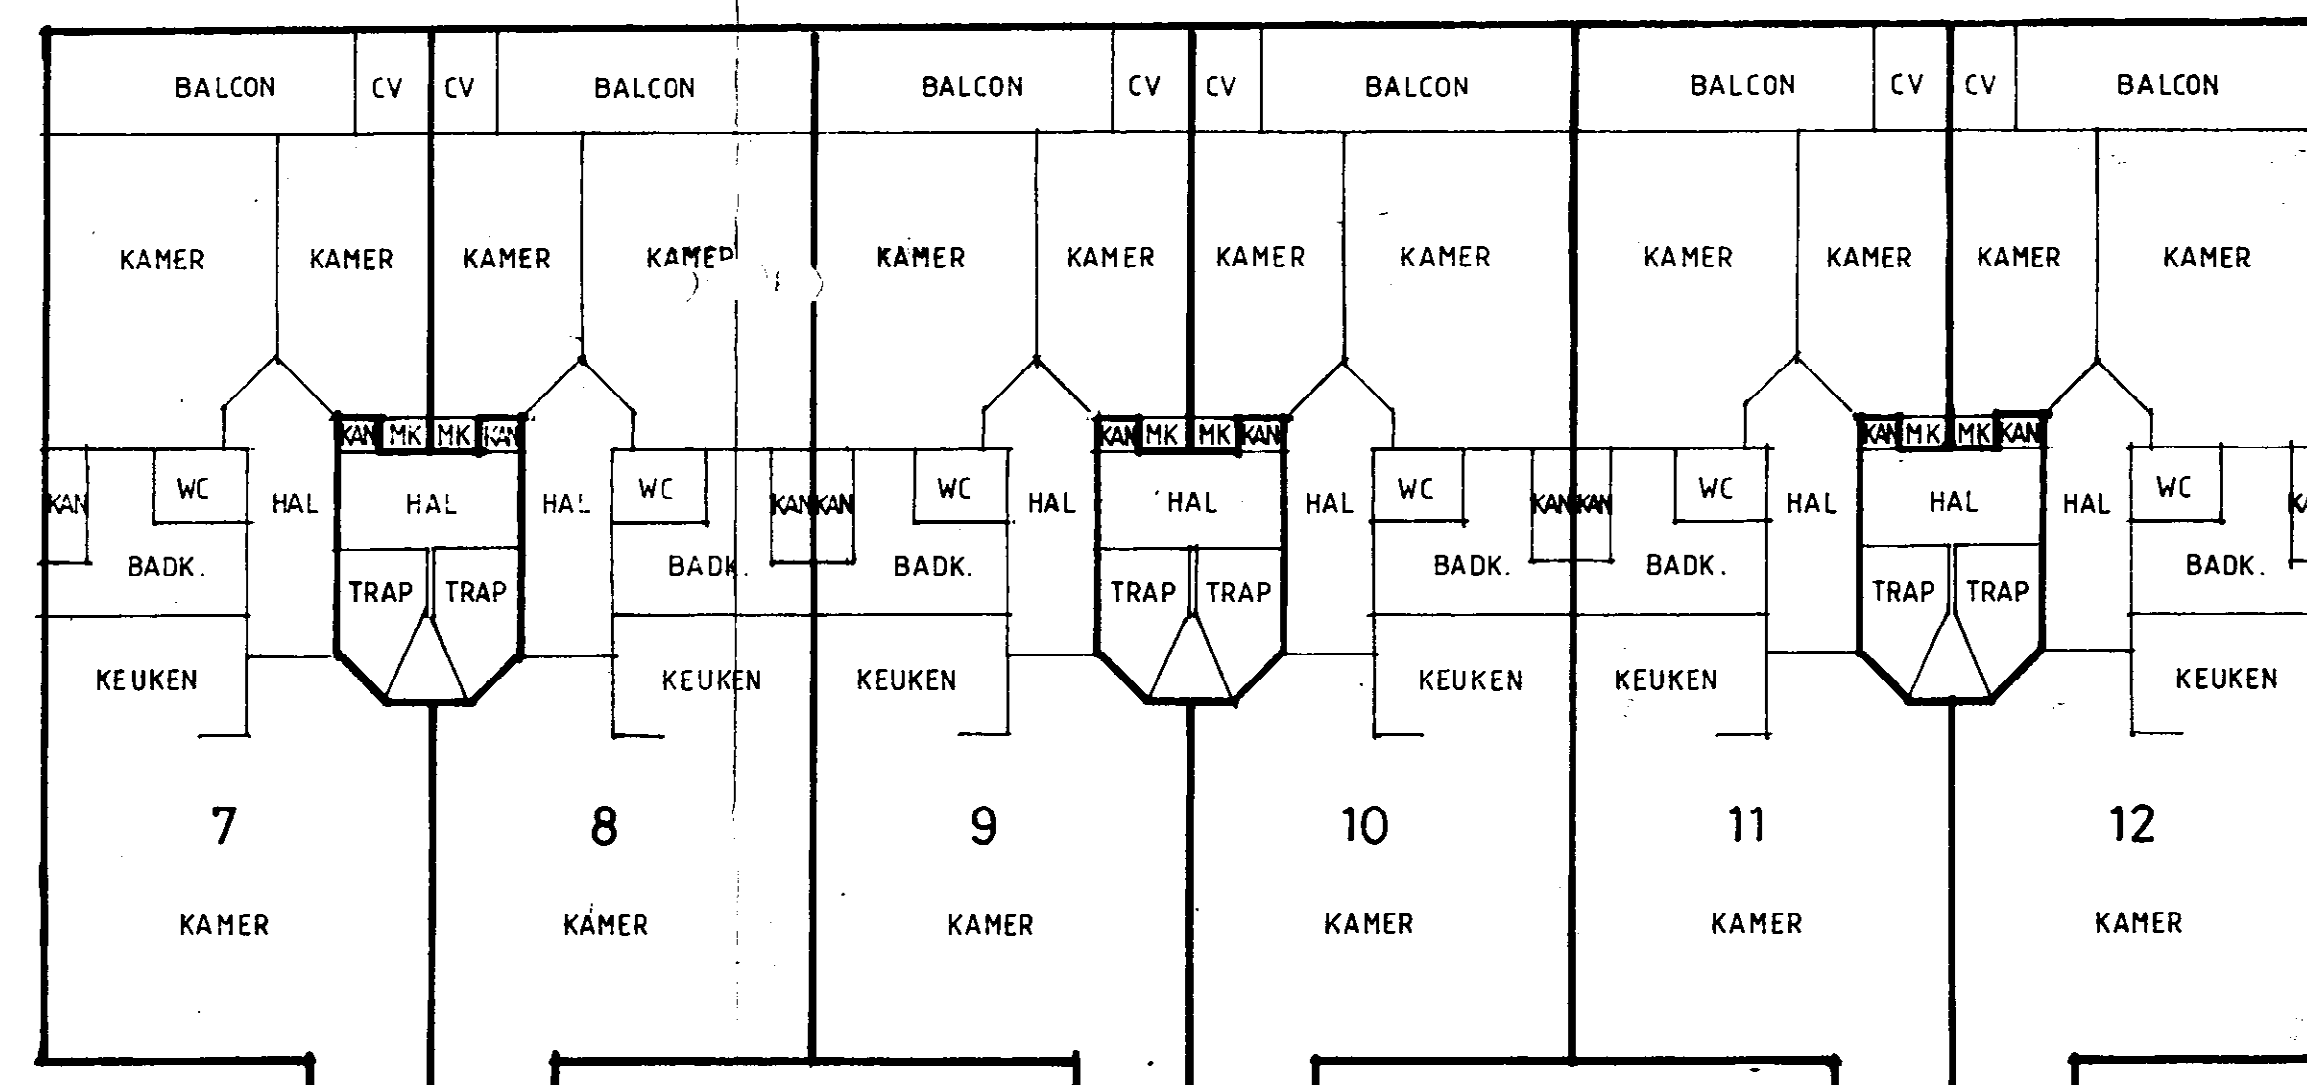 BALCON CV CV BALCON BALCON CV CV BALCON BALCON CV CV BALCON
KAMER KAMER KAMER KAMER KAMER KAMER KAMER KAMER KAMER KAMER KAMER KAMER
KAN MK MK KAN KAN MK MK KAN KAN MK MK KAN
WC WC WC WC WC WC
KAN HAL HAL HAL KAN KAN HAL HAL HAL KAN KAN HAL HAL HAL
BADK. BADK. BADK. BADK. BADK. BADK.
TRAP TRAP TRAP TRAP TRAP TRAP
KEUKEN KEUKEN KEUKEN KEUKEN KEUKEN KEUKEN
7 8 9 10 11 12
KAMER KAMER KAMER KAMER KAMER KAMER